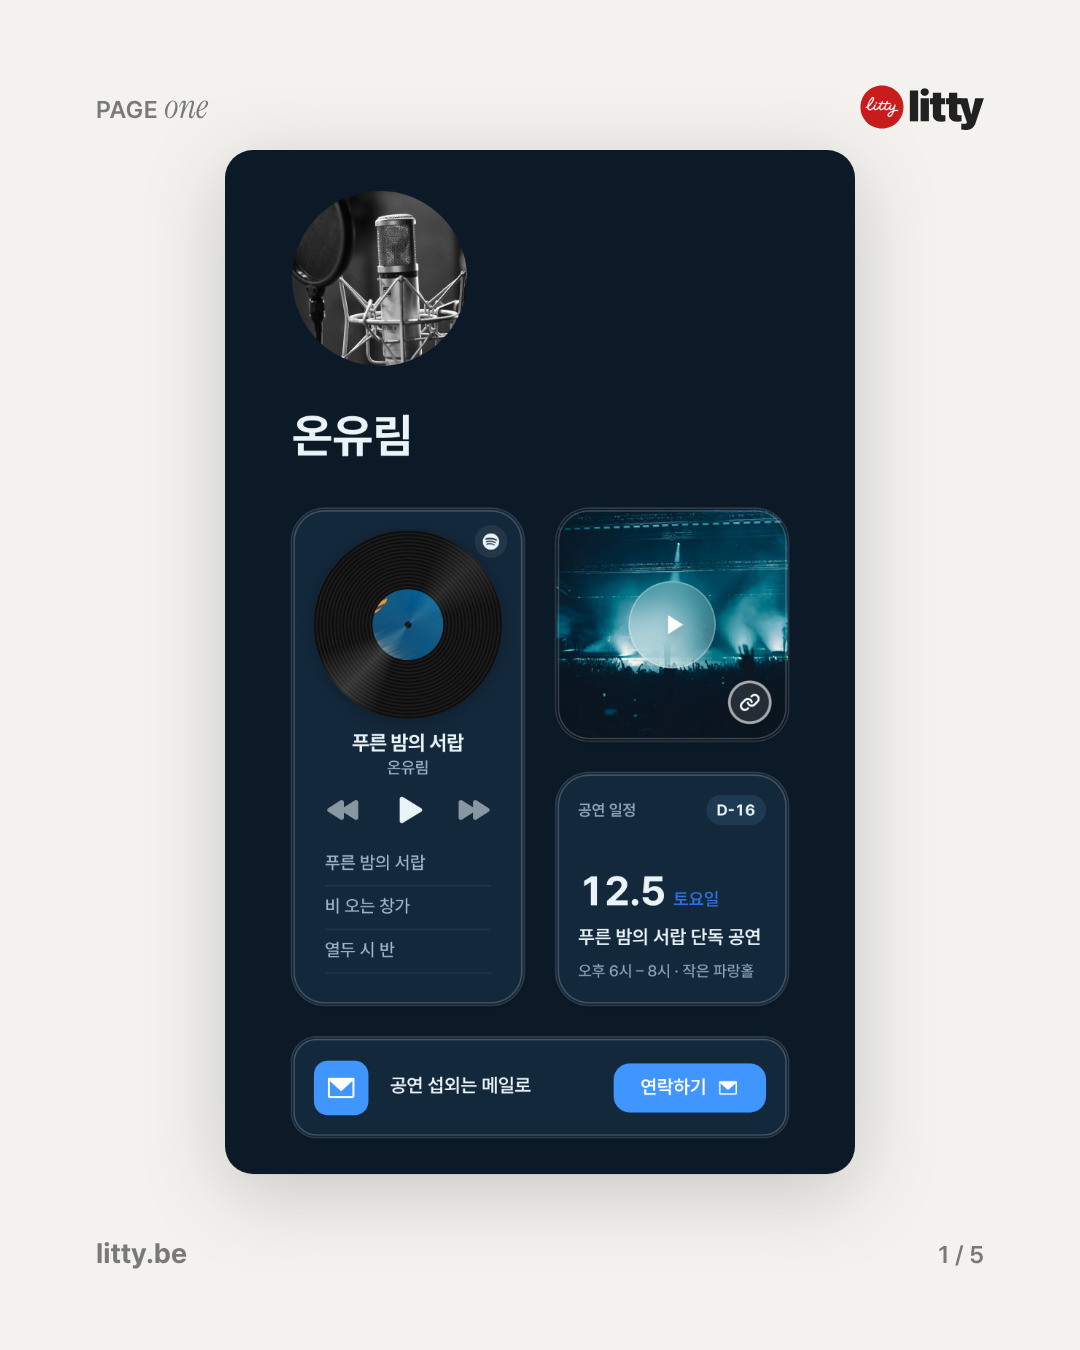 PAGE one
litty litty
온유림
푸른 밤의 서랍
온유림
푸른 밤의 서랍
비 오는 창가
열두 시 반
공연 일정
D-16
12.5 토요일
푸른 밤의 서랍 단독 공연
오후 6시 – 8시 · 작은 파랑홀
공연 섭외는 메일로
연락하기
litty.be
1 / 5